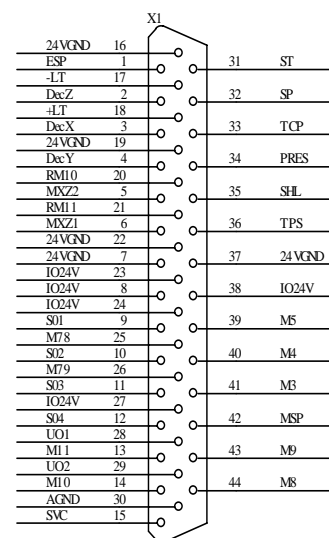 X1
24VGND 16
ESP 1
-LT 17
DecZ 2
+LT 18
DecX 3
24VGND 19
DecY 4
RM10 20
MXZ2 5
RM11 21
MXZ1 6
24VGND 22
24VGND 7
IO24V 23
IO24V 8
IO24V 24
S01 9
M78 25
S02 10
M79 26
S03 11
IO24V 27
S04 12
UO1 28
M11 13
UO2 29
M10 14
AGND 30
SVC 15
31 ST
32 SP
33 TCP
34 PRES
35 SHL
36 TPS
37 24VGND
38 IO24V
39 M5
40 M4
41 M3
42 MSP
43 M9
44 M8